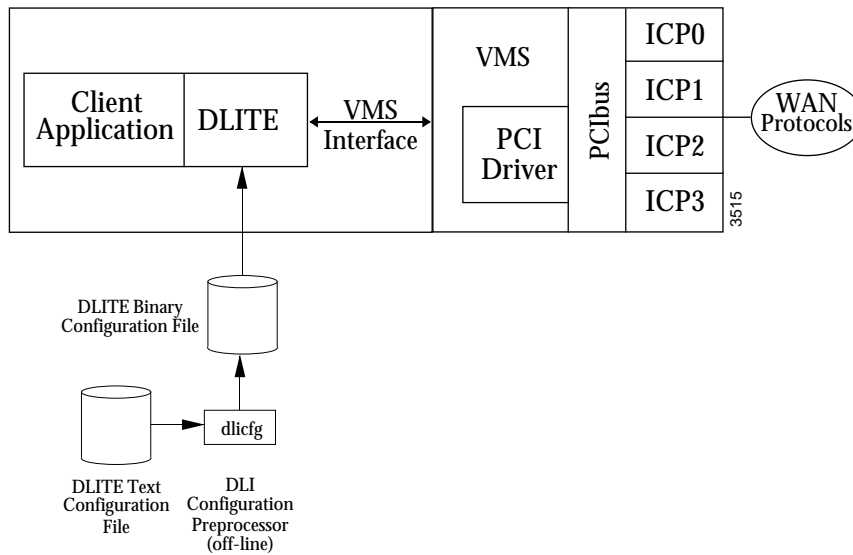 Client
Application
DLITE
VMS
Interface
VMS
PCI
Driver
PCIbus
ICP0
ICP1
ICP2
ICP3
WAN
Protocols
3515
DLITE Binary
Configuration File
dlicfg
DLITE Text
Configuration
File
DLI
Configuration
Preprocessor
(off-line)